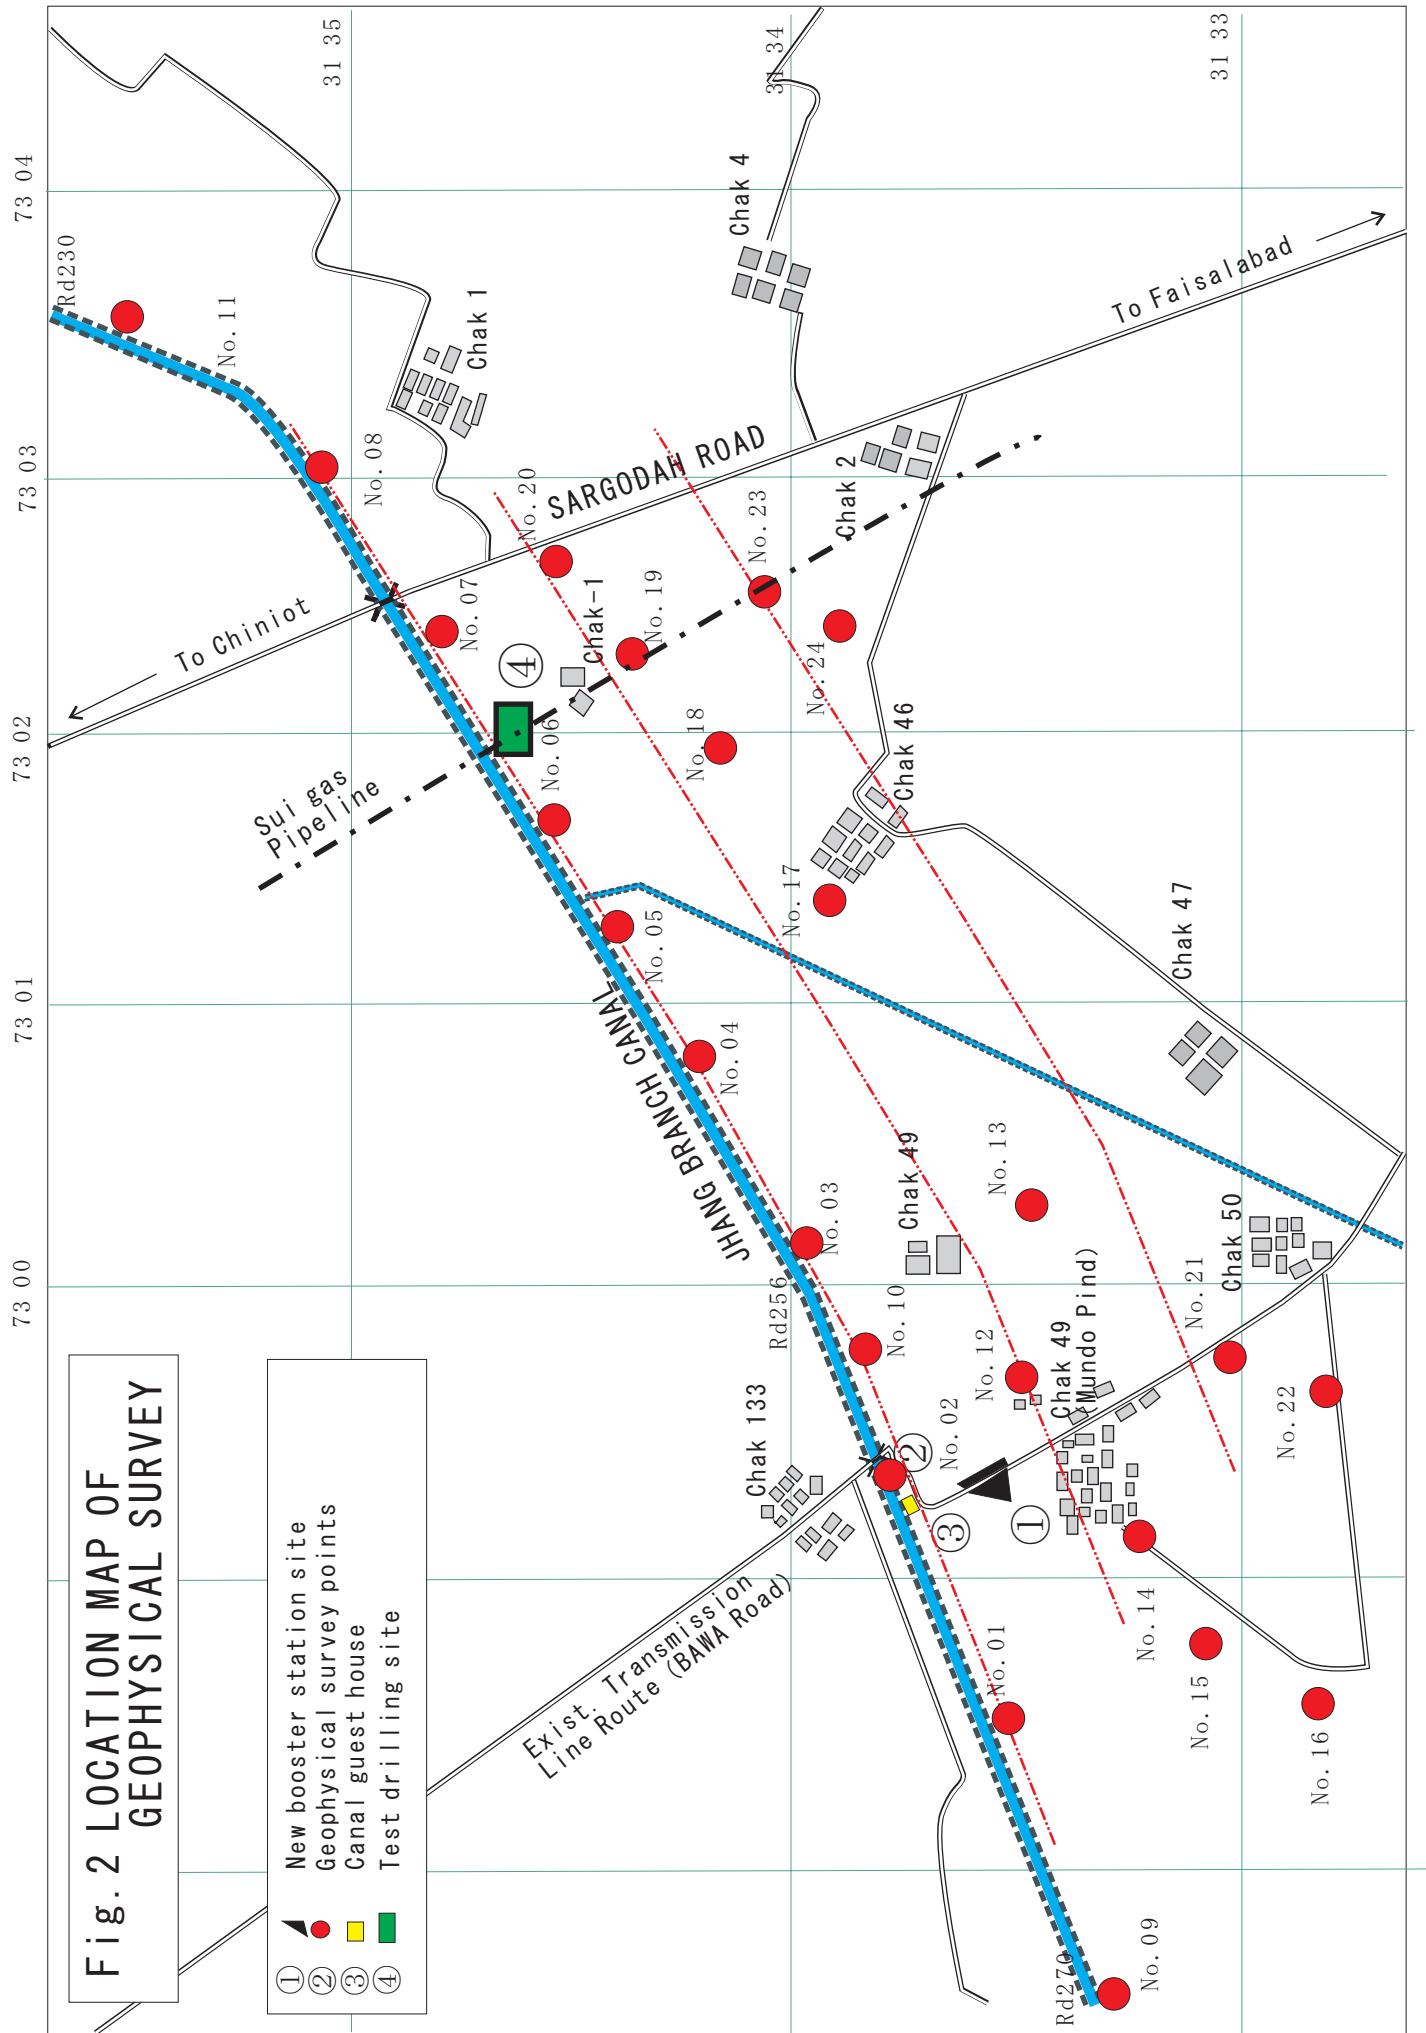 Fig. 2 LOCATION MAP OF
GEOPHYSICAL SURVEY
① New booster station site
② Geophysical survey points
③ Canal guest house
④ Test drilling site
73 00
73 01
73 02
73 03
73 04
31 35
31 34
31 33
Rd230
No. 11
No. 08
Chak 1
Chak 4
To Chiniot
No. 07
No. 20
SARGODAH ROAD
To Faisalabad
Sui gas
Pipeline
④
No. 06
Chak-1
No. 19
No. 23
Chak 2
No. 18
No. 24
Chak 46
No. 05
No. 17
JHANG BRANCH CANAL
No. 04
Chak 47
Rd256
No. 03
Chak 49
No. 13
No. 10
No. 12
Chak 49
(Mundo Pind)
No. 21
Chak 50
Chak 133
②
No. 02
③
①
No. 22
Exist. Transmission
Line Route (BAWA Road)
No. 01
No. 14
No. 15
No. 16
Rd270
No. 09